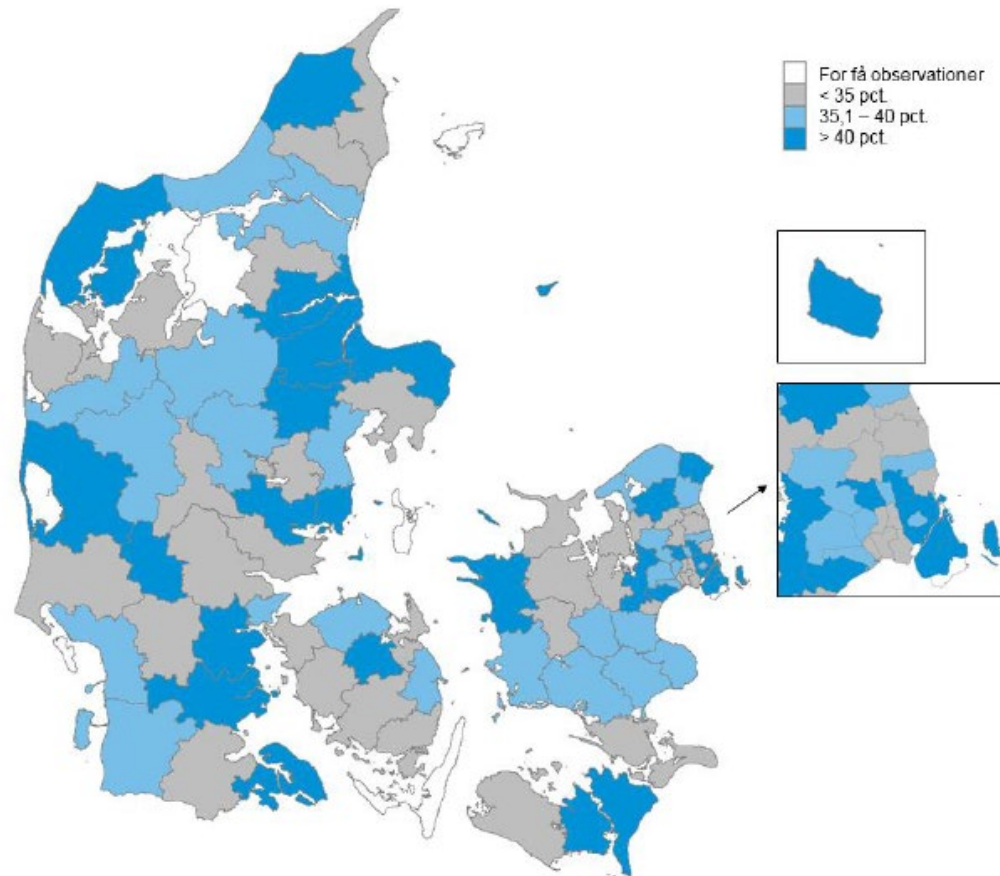 For få observationer
< 35 pct.
35,1 – 40 pct.
> 40 pct.